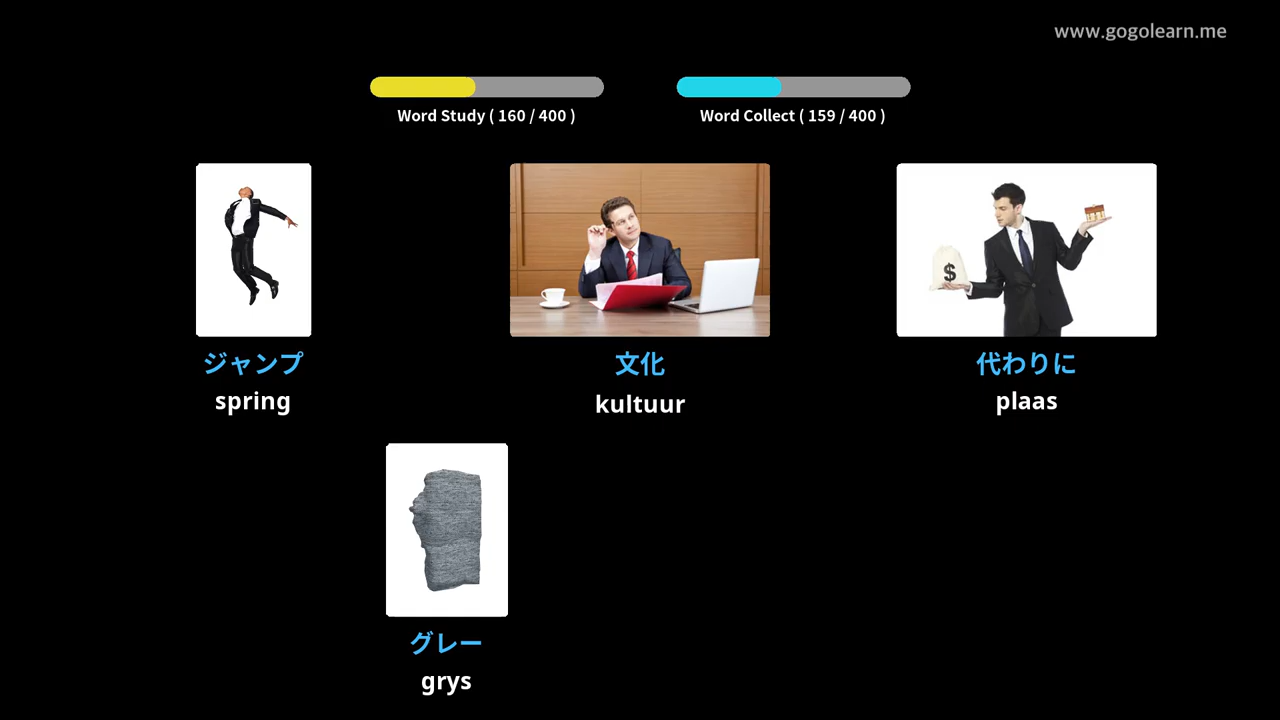 www.gogolearn.me
Word Study ( 160 / 400 )
Word Collect ( 159 / 400 )
$
ジャンプ
spring
文化
kultuur
代わりに
plaas
グレー
grys